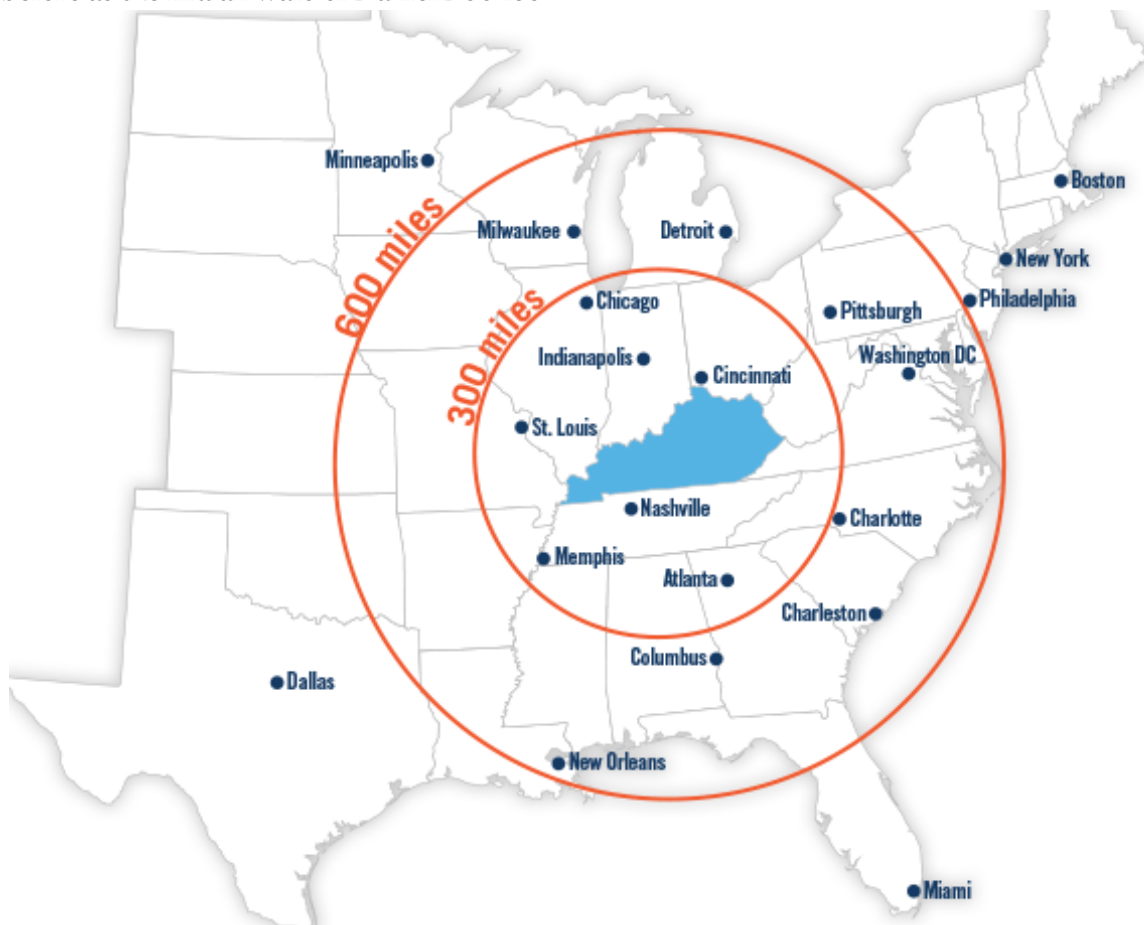 Minneapolis
Boston
Milwaukee
Detroit
600 miles
New York
Chicago
Philadelphia
300 miles
Pittsburgh
Indianapolis
Washington DC
Cincinnati
St. Louis
Nashville
Charlotte
Memphis
Atlanta
Charleston
Columbus
Dallas
New Orleans
Miami